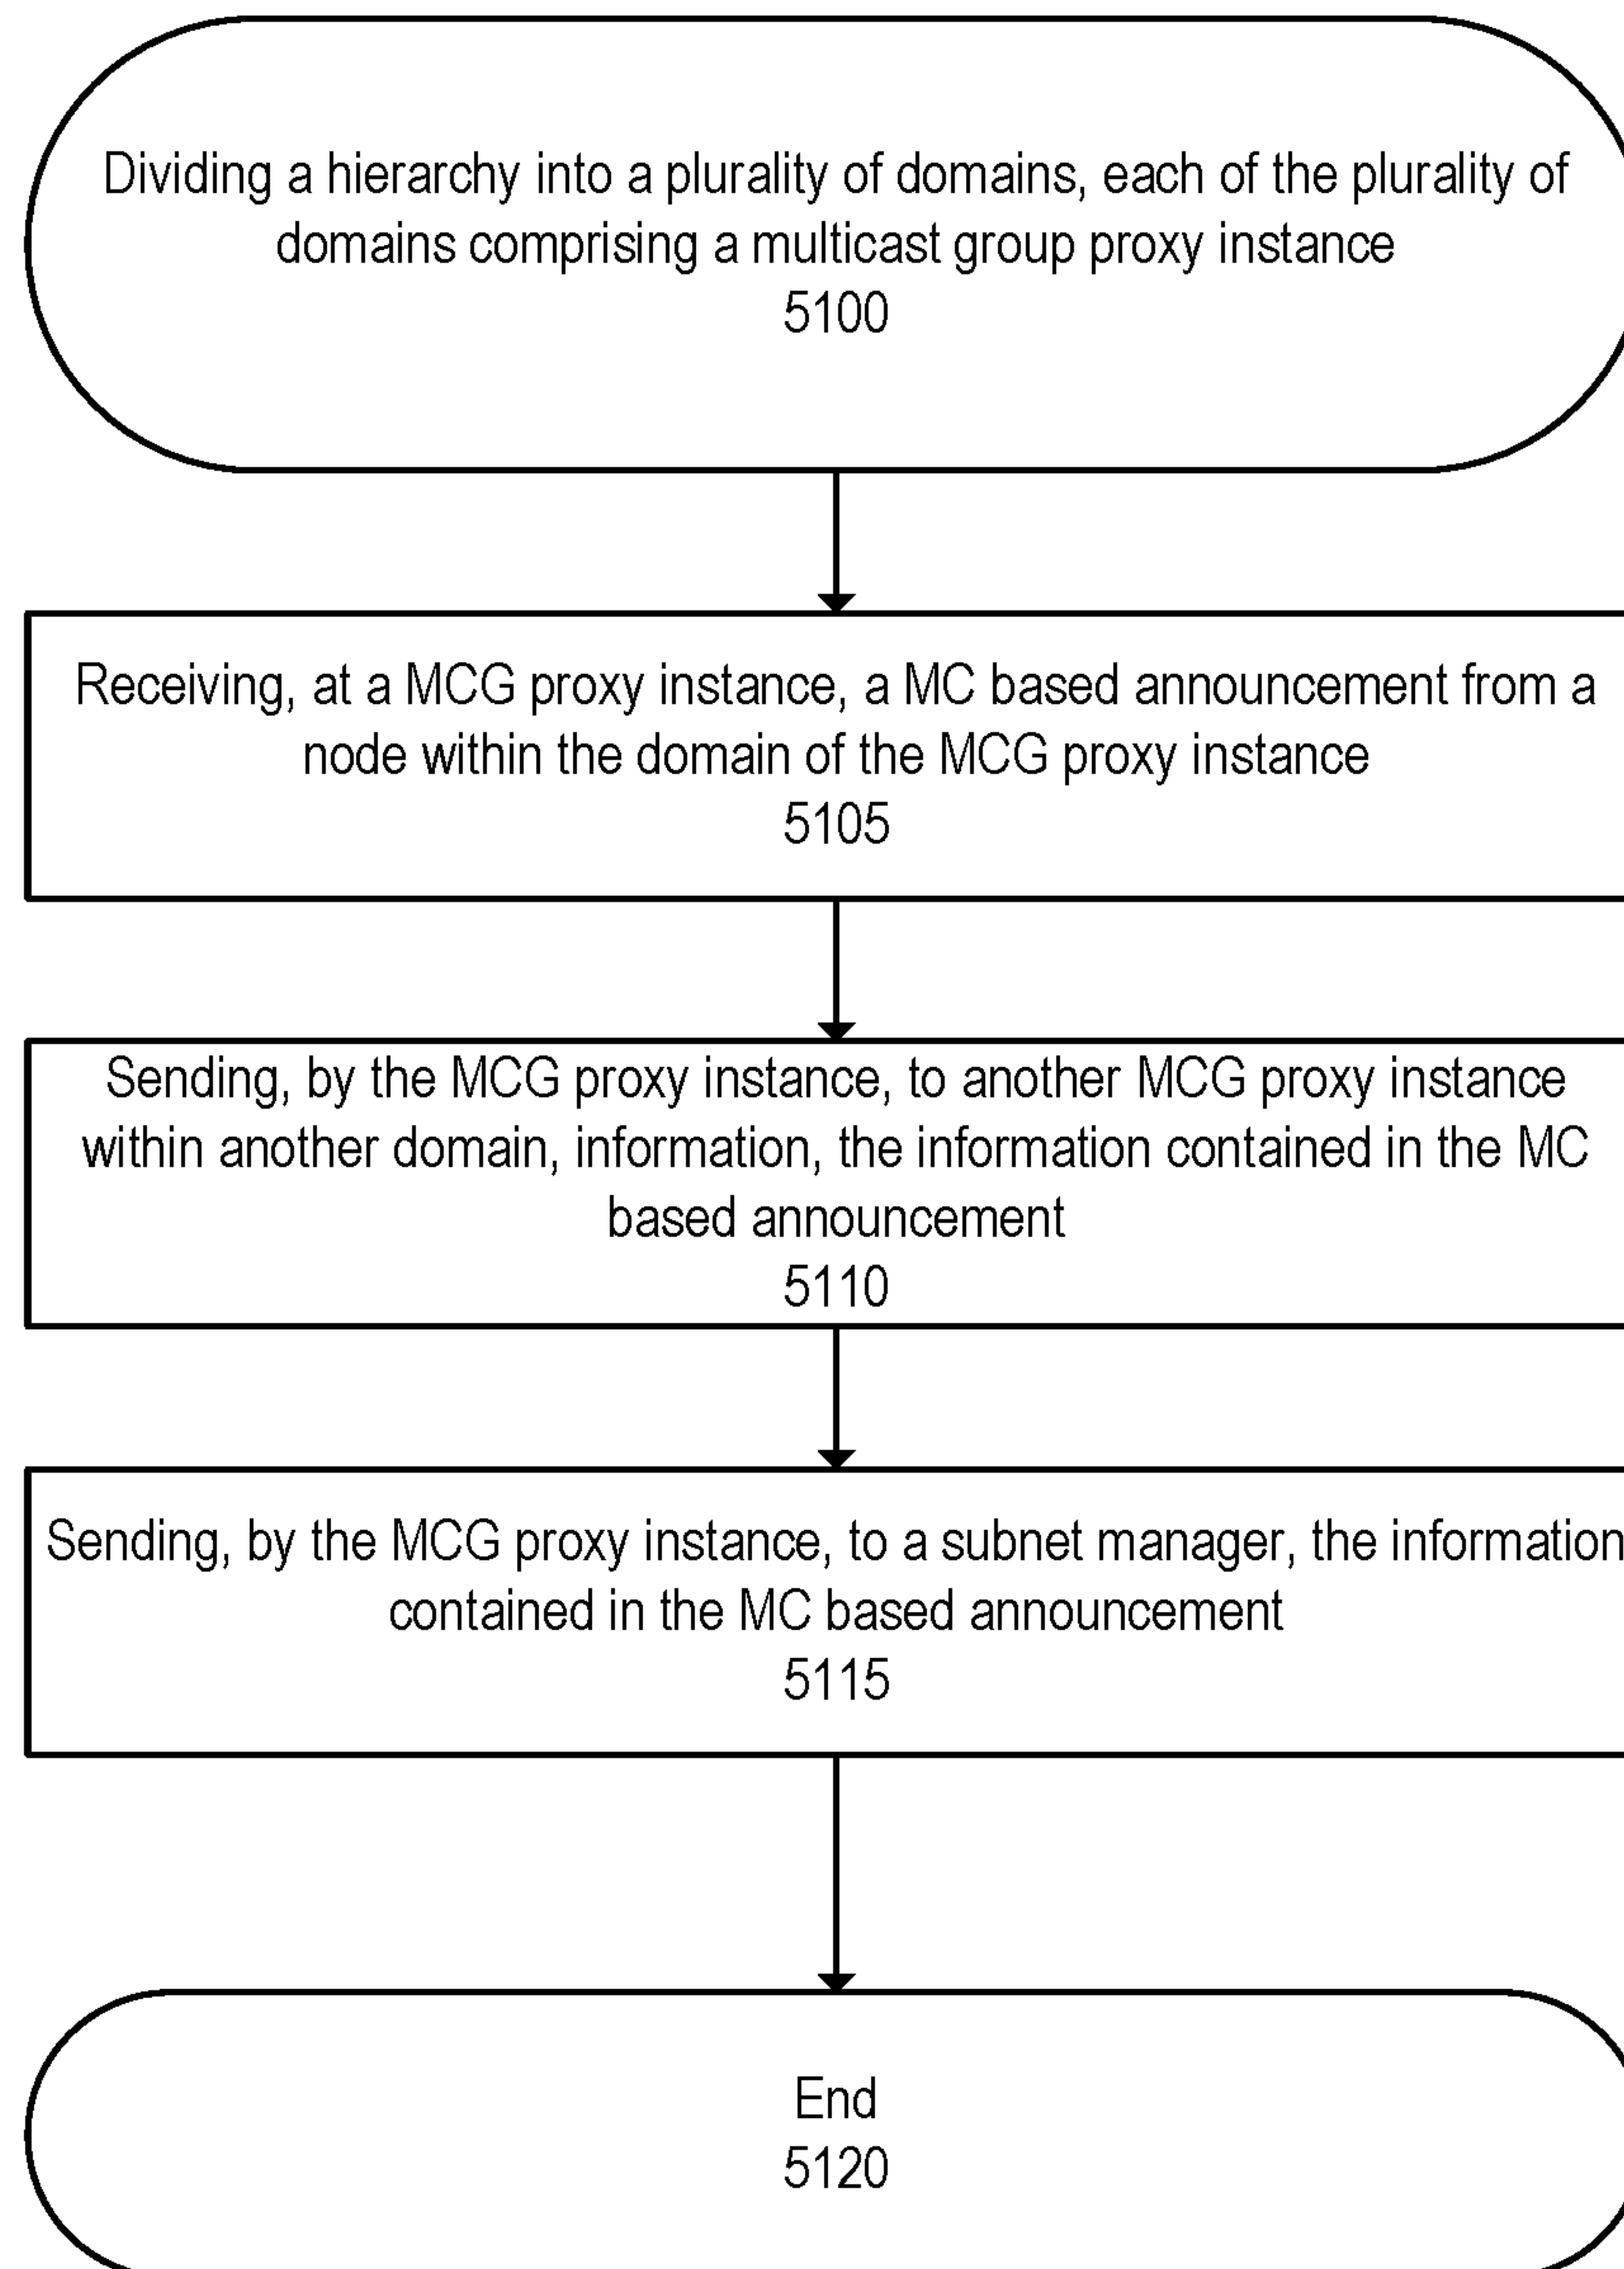 Dividing a hierarchy into a plurality of domains, each of the plurality of
domains comprising a multicast group proxy instance
5100
Receiving, at a MCG proxy instance, a MC based announcement from a
node within the domain of the MCG proxy instance
5105
Sending, by the MCG proxy instance, to another MCG proxy instance
within another domain, information, the information contained in the MC
based announcement
5110
Sending, by the MCG proxy instance, to a subnet manager, the information
contained in the MC based announcement
5115
End
5120